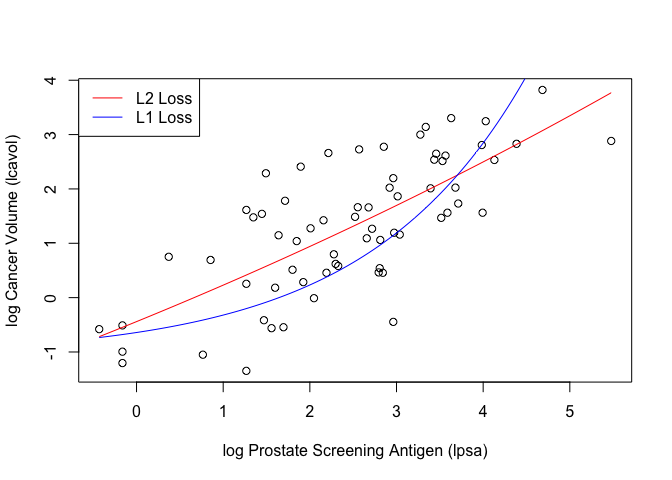 L2 Loss
L1 Loss
log Cancer Volume (lcavol)
4
3
2
1
0
-1
0 1 2 3 4 5
log Prostate Screening Antigen (lpsa)